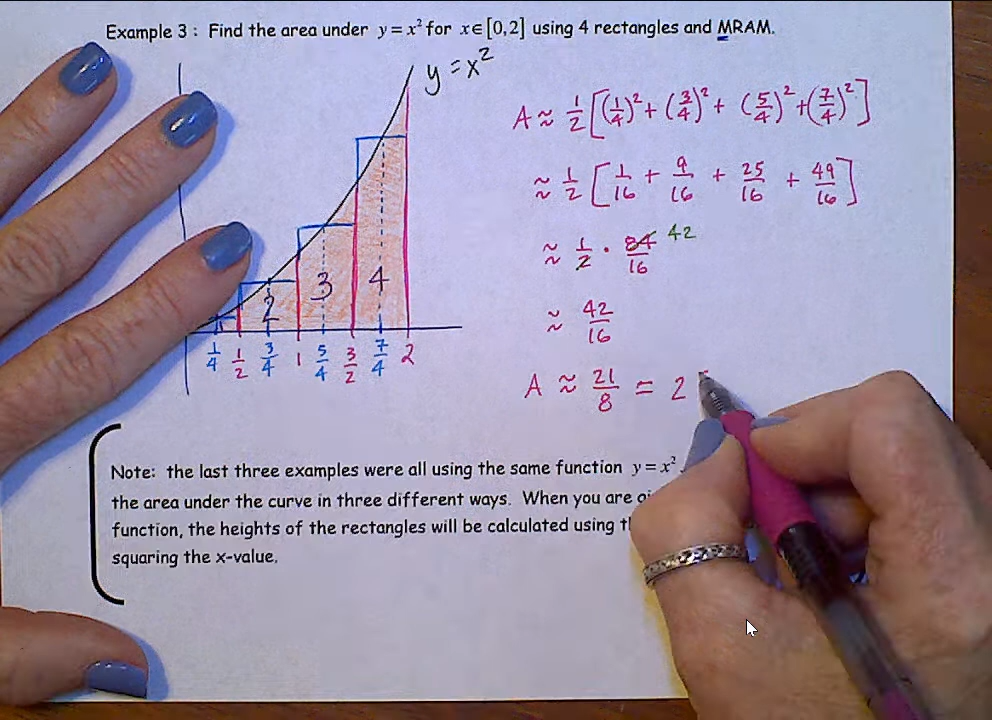 Example 3 : Find the area under y = x² for x ∈ [0,2] using 4 rectangles and MRAM.
y = x²
A ≈ 1/2 [(1/4)² + (3/4)² + (5/4)² + (7/4)²]
≈ 1/2 [1/16 + 9/16 + 25/16 + 49/16]
≈ 1/2 · 84/16 42
≈ 42/16
A ≈ 21/8 = 2
2 3 4
1/4 1/2 3/4 1 5/4 3/2 7/4 2
Note: the last three examples were all using the same function y = x².
the area under the curve in three different ways. When you are
function, the heights of the rectangles will be calculated using
squaring the x-value.